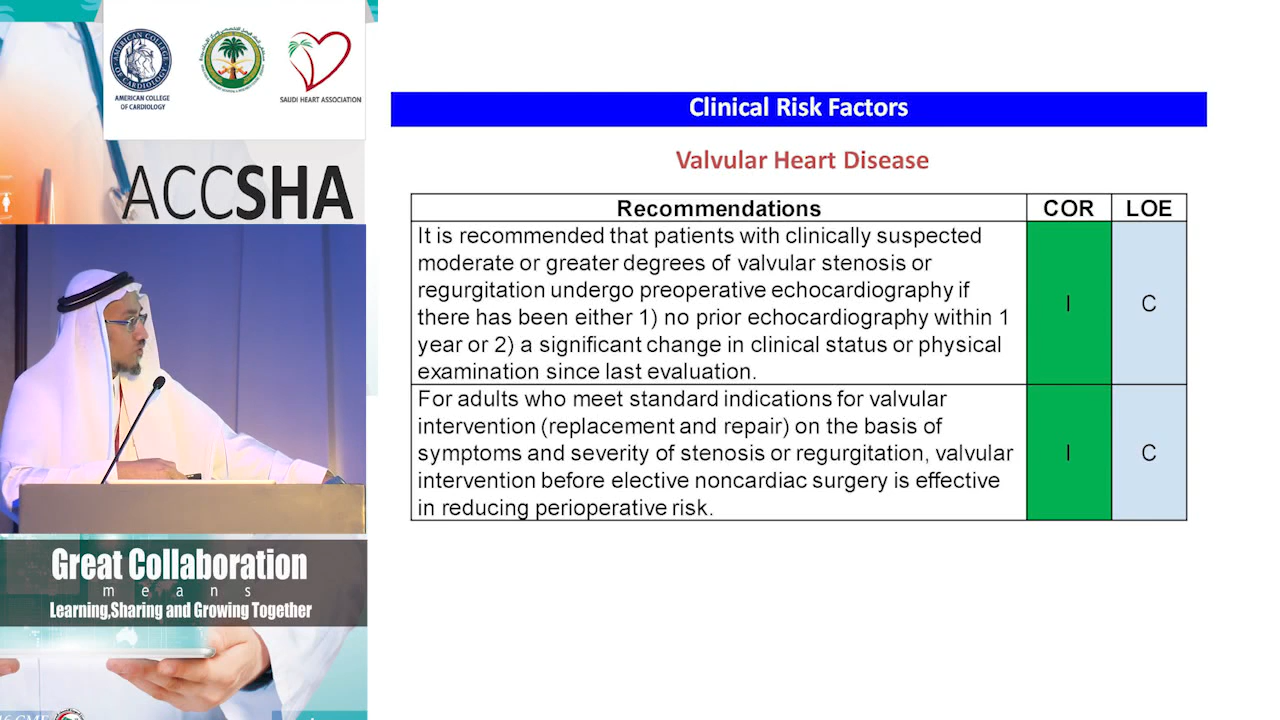 AMERICAN COLLEGE
OF CARDIOLOGY
SAUDI HEART ASSOCIATION
ACCSHA
Great Collaboration
means
Learning,Sharing and Growing Together
Clinical Risk Factors
Valvular Heart Disease
Recommendations COR LOE
It is recommended that patients with clinically suspected
moderate or greater degrees of valvular stenosis or
regurgitation undergo preoperative echocardiography if
there has been either 1) no prior echocardiography within 1
year or 2) a significant change in clinical status or physical
examination since last evaluation.
I C
For adults who meet standard indications for valvular
intervention (replacement and repair) on the basis of
symptoms and severity of stenosis or regurgitation, valvular
intervention before elective noncardiac surgery is effective
in reducing perioperative risk.
I C